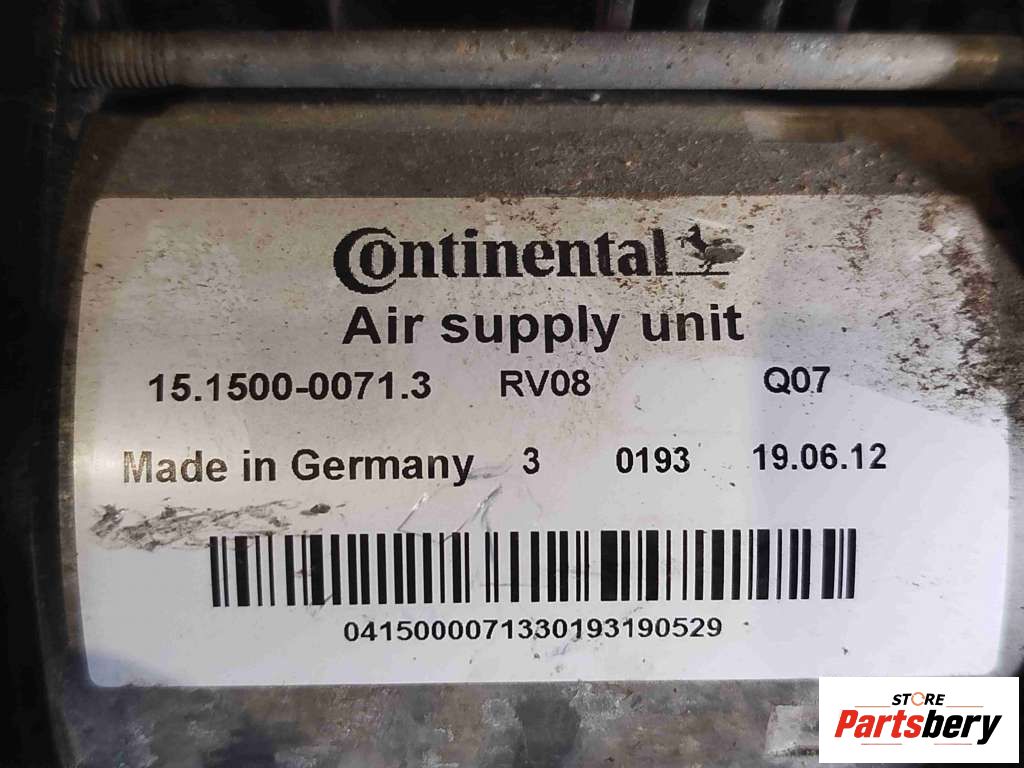 Continental
Air supply unit
15.1500-0071.3 RV08 Q07
Made in Germany 3 0193 19.06.12
0415000071330193190529
STORE
Partsbery